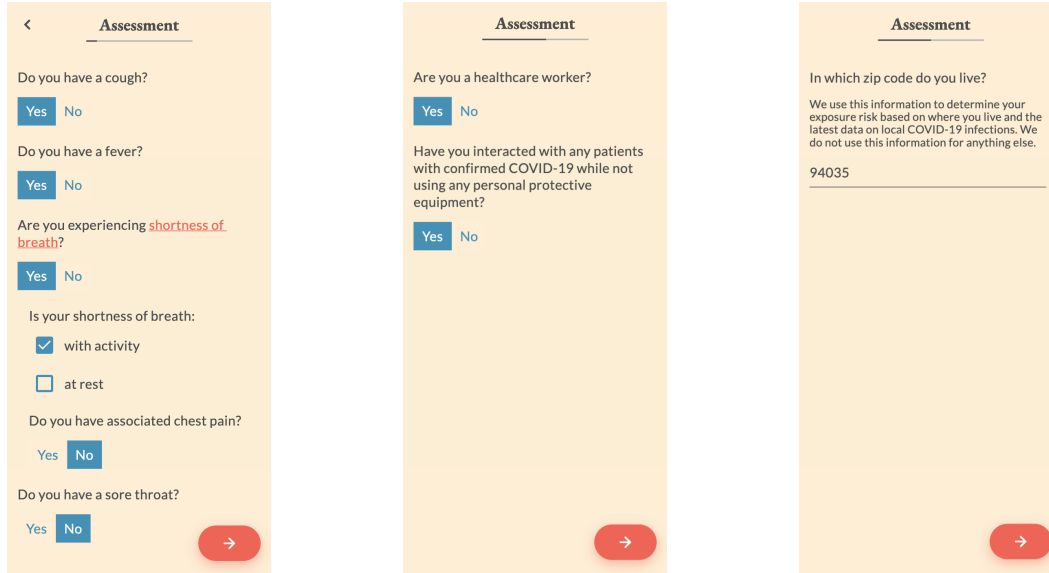 Assessment
Do you have a cough?
Yes No
Do you have a fever?
Yes No
Are you experiencing shortness of
breath?
Yes No
Is your shortness of breath:
with activity
at rest
Do you have associated chest pain?
Yes No
Do you have a sore throat?
Yes No
Assessment
Are you a healthcare worker?
Yes No
Have you interacted with any patients
with confirmed COVID-19 while not
using any personal protective
equipment?
Yes No
Assessment
In which zip code do you live?
We use this information to determine your
exposure risk based on where you live and the
latest data on local COVID-19 infections. We
do not use this information for anything else.
94035